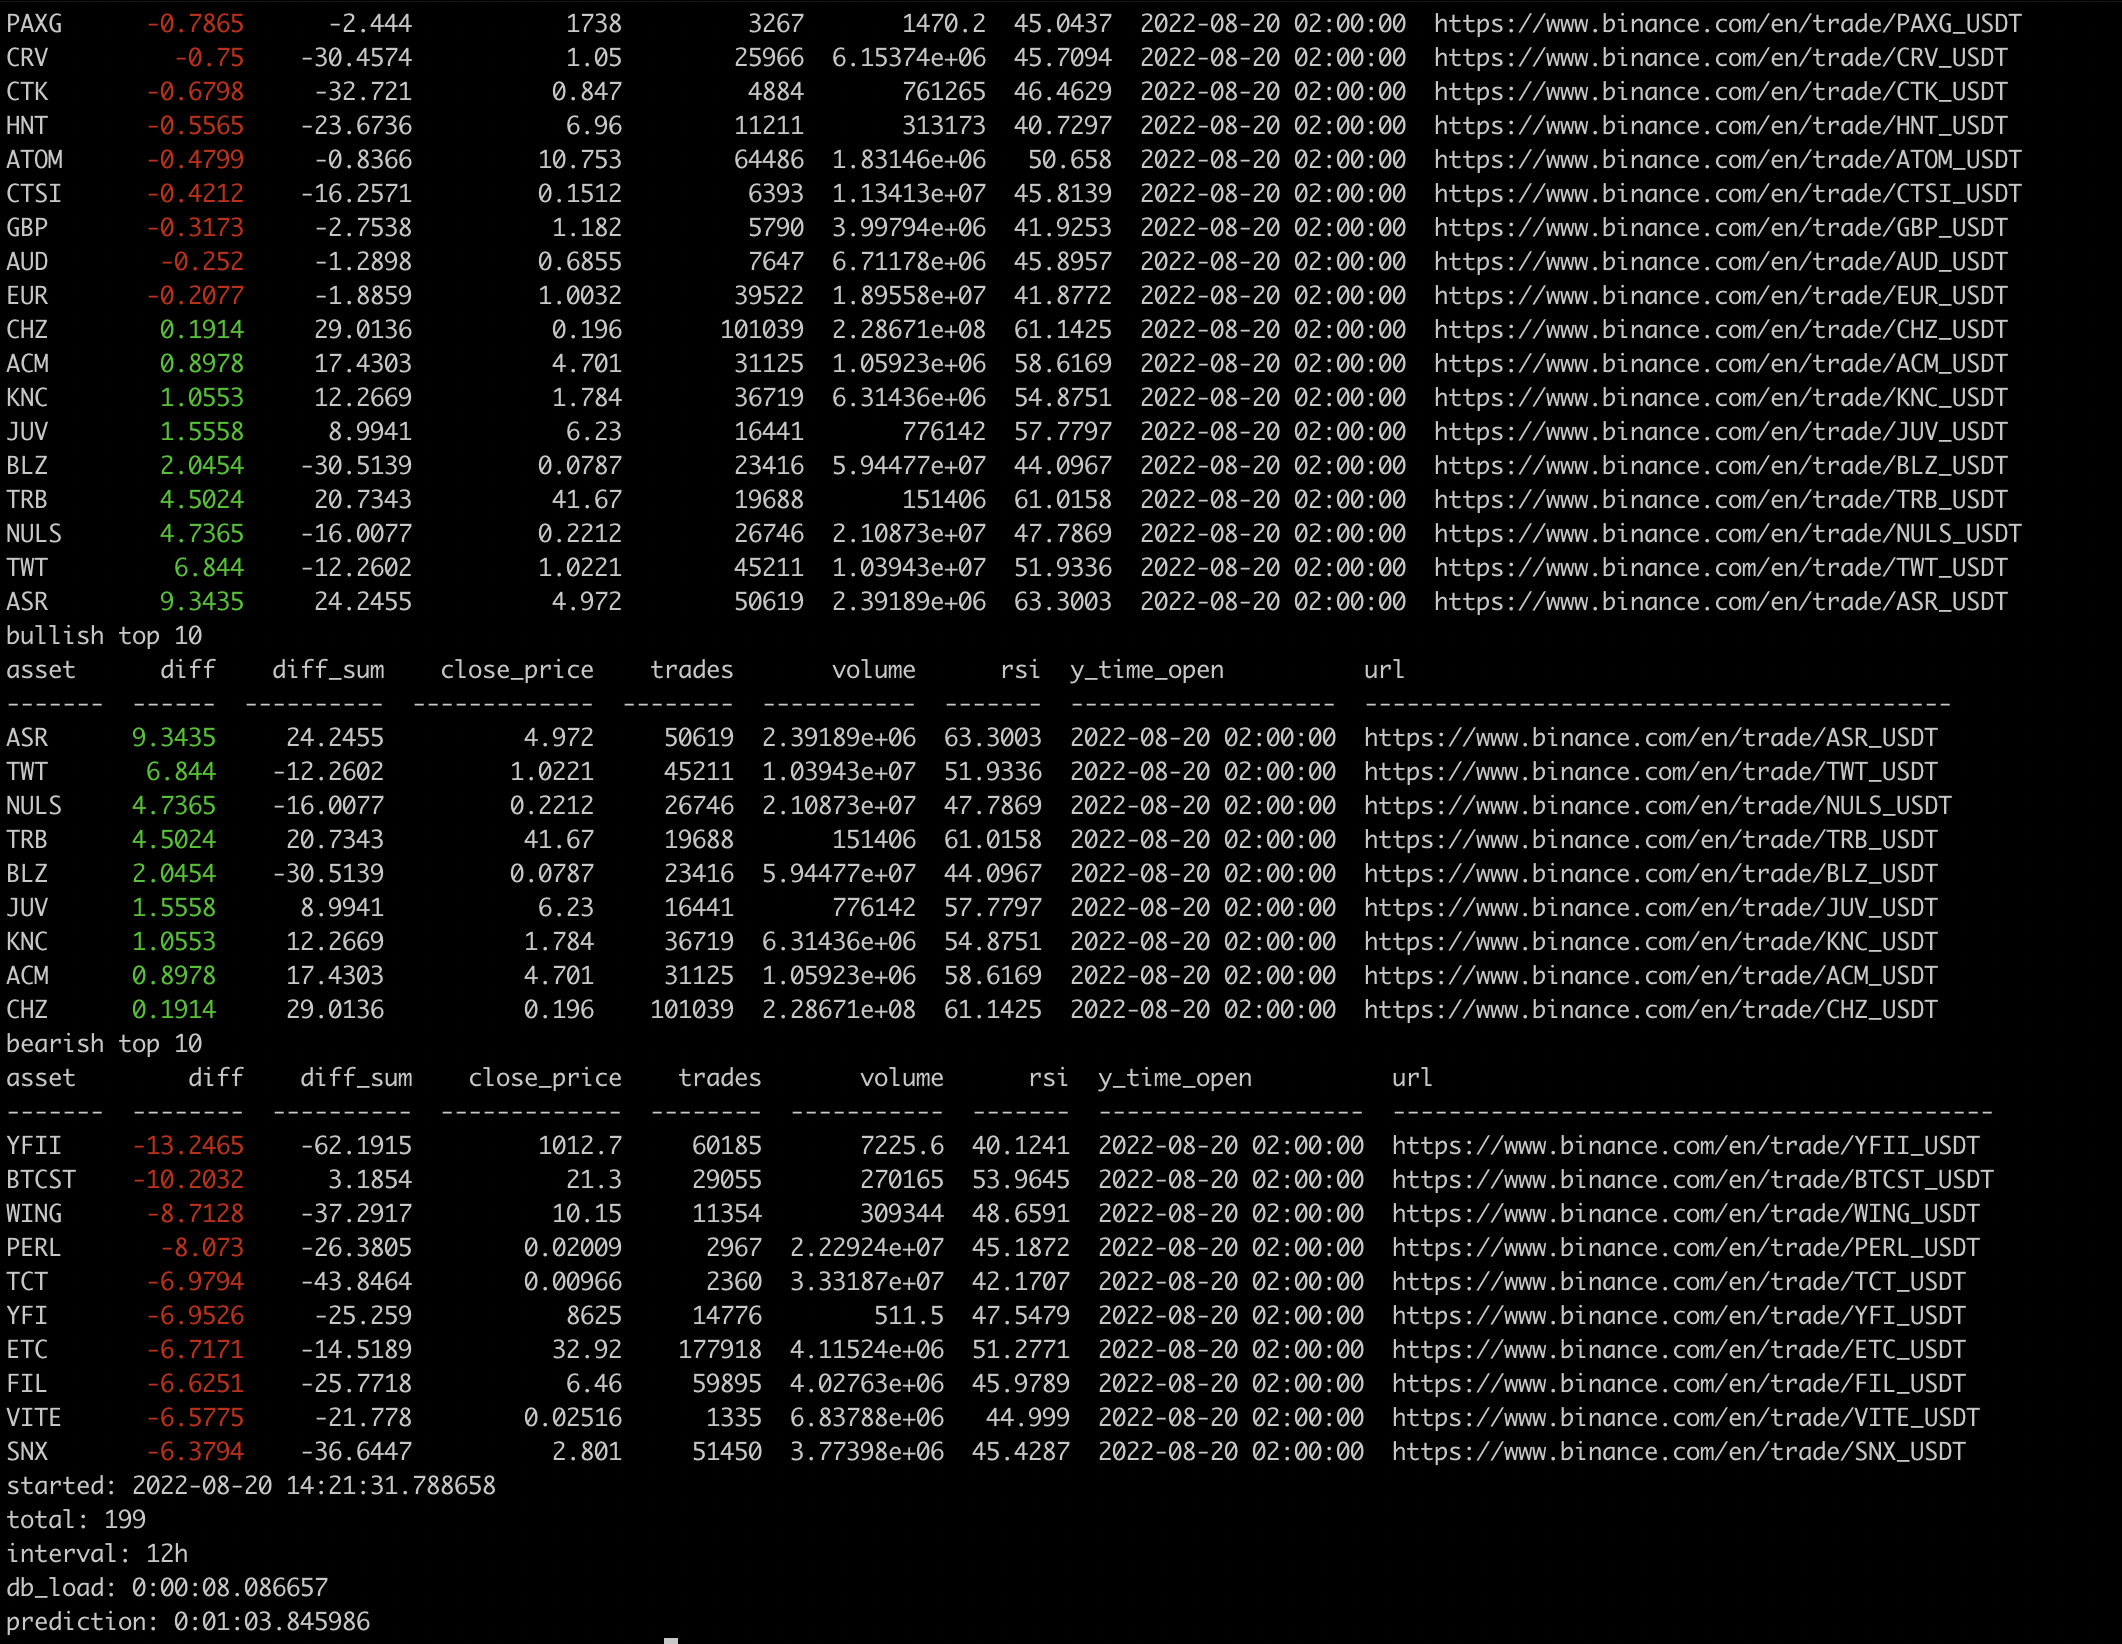 PAXG -0.7865 -2.444 1738 3267 1470.2 45.0437 2022-08-20 02:00:00 https://www.binance.com/en/trade/PAXG_USDT
CRV -0.75 -30.4574 1.05 25966 6.15374e+06 45.7094 2022-08-20 02:00:00 https://www.binance.com/en/trade/CRV_USDT
CTK -0.6798 -32.721 0.847 4884 761265 46.4629 2022-08-20 02:00:00 https://www.binance.com/en/trade/CTK_USDT
HNT -0.5565 -23.6736 6.96 11211 313173 40.7297 2022-08-20 02:00:00 https://www.binance.com/en/trade/HNT_USDT
ATOM -0.4799 -0.8366 10.753 64486 1.83146e+06 50.658 2022-08-20 02:00:00 https://www.binance.com/en/trade/ATOM_USDT
CTSI -0.4212 -16.2571 0.1512 6393 1.13413e+07 45.8139 2022-08-20 02:00:00 https://www.binance.com/en/trade/CTSI_USDT
GBP -0.3173 -2.7538 1.182 5790 3.99794e+06 41.9253 2022-08-20 02:00:00 https://www.binance.com/en/trade/GBP_USDT
AUD -0.252 -1.2898 0.6855 7647 6.71178e+06 45.8957 2022-08-20 02:00:00 https://www.binance.com/en/trade/AUD_USDT
EUR -0.2077 -1.8859 1.0032 39522 1.89558e+07 41.8772 2022-08-20 02:00:00 https://www.binance.com/en/trade/EUR_USDT
CHZ 0.1914 29.0136 0.196 101039 2.28671e+08 61.1425 2022-08-20 02:00:00 https://www.binance.com/en/trade/CHZ_USDT
ACM 0.8978 17.4303 4.701 31125 1.05923e+06 58.6169 2022-08-20 02:00:00 https://www.binance.com/en/trade/ACM_USDT
KNC 1.0553 12.2669 1.784 36719 6.31436e+06 54.8751 2022-08-20 02:00:00 https://www.binance.com/en/trade/KNC_USDT
JUV 1.5558 8.9941 6.23 16441 776142 57.7797 2022-08-20 02:00:00 https://www.binance.com/en/trade/JUV_USDT
BLZ 2.0454 -30.5139 0.0787 23416 5.94477e+07 44.0967 2022-08-20 02:00:00 https://www.binance.com/en/trade/BLZ_USDT
TRB 4.5024 20.7343 41.67 19688 151406 61.0158 2022-08-20 02:00:00 https://www.binance.com/en/trade/TRB_USDT
NULS 4.7365 -16.0077 0.2212 26746 2.10873e+07 47.7869 2022-08-20 02:00:00 https://www.binance.com/en/trade/NULS_USDT
TWT 6.844 -12.2602 1.0221 45211 1.03943e+07 51.9336 2022-08-20 02:00:00 https://www.binance.com/en/trade/TWT_USDT
ASR 9.3435 24.2455 4.972 50619 2.39189e+06 63.3003 2022-08-20 02:00:00 https://www.binance.com/en/trade/ASR_USDT
bullish top 10
asset diff diff_sum close_price trades volume rsi y_time_open url
------- ------ ---------- ------------- -------- ----------- ------- ------------------- ------------------------------------------
ASR 9.3435 24.2455 4.972 50619 2.39189e+06 63.3003 2022-08-20 02:00:00 https://www.binance.com/en/trade/ASR_USDT
TWT 6.844 -12.2602 1.0221 45211 1.03943e+07 51.9336 2022-08-20 02:00:00 https://www.binance.com/en/trade/TWT_USDT
NULS 4.7365 -16.0077 0.2212 26746 2.10873e+07 47.7869 2022-08-20 02:00:00 https://www.binance.com/en/trade/NULS_USDT
TRB 4.5024 20.7343 41.67 19688 151406 61.0158 2022-08-20 02:00:00 https://www.binance.com/en/trade/TRB_USDT
BLZ 2.0454 -30.5139 0.0787 23416 5.94477e+07 44.0967 2022-08-20 02:00:00 https://www.binance.com/en/trade/BLZ_USDT
JUV 1.5558 8.9941 6.23 16441 776142 57.7797 2022-08-20 02:00:00 https://www.binance.com/en/trade/JUV_USDT
KNC 1.0553 12.2669 1.784 36719 6.31436e+06 54.8751 2022-08-20 02:00:00 https://www.binance.com/en/trade/KNC_USDT
ACM 0.8978 17.4303 4.701 31125 1.05923e+06 58.6169 2022-08-20 02:00:00 https://www.binance.com/en/trade/ACM_USDT
CHZ 0.1914 29.0136 0.196 101039 2.28671e+08 61.1425 2022-08-20 02:00:00 https://www.binance.com/en/trade/CHZ_USDT
bearish top 10
asset diff diff_sum close_price trades volume rsi y_time_open url
------- -------- ---------- ------------- -------- ----------- ------- ------------------- -------------------------------------------
YFII -13.2465 -62.1915 1012.7 60185 7225.6 40.1241 2022-08-20 02:00:00 https://www.binance.com/en/trade/YFII_USDT
BTCST -10.2032 3.1854 21.3 29055 270165 53.9645 2022-08-20 02:00:00 https://www.binance.com/en/trade/BTCST_USDT
WING -8.7128 -37.2917 10.15 11354 309344 48.6591 2022-08-20 02:00:00 https://www.binance.com/en/trade/WING_USDT
PERL -8.073 -26.3805 0.02009 2967 2.22924e+07 45.1872 2022-08-20 02:00:00 https://www.binance.com/en/trade/PERL_USDT
TCT -6.9794 -43.8464 0.00966 2360 3.33187e+07 42.1707 2022-08-20 02:00:00 https://www.binance.com/en/trade/TCT_USDT
YFI -6.9526 -25.259 8625 14776 511.5 47.5479 2022-08-20 02:00:00 https://www.binance.com/en/trade/YFI_USDT
ETC -6.7171 -14.5189 32.92 177918 4.11524e+06 51.2771 2022-08-20 02:00:00 https://www.binance.com/en/trade/ETC_USDT
FIL -6.6251 -25.7718 6.46 59895 4.02763e+06 45.9789 2022-08-20 02:00:00 https://www.binance.com/en/trade/FIL_USDT
VITE -6.5775 -21.778 0.02516 1335 6.83788e+06 44.999 2022-08-20 02:00:00 https://www.binance.com/en/trade/VITE_USDT
SNX -6.3794 -36.6447 2.801 51450 3.77398e+06 45.4287 2022-08-20 02:00:00 https://www.binance.com/en/trade/SNX_USDT
started: 2022-08-20 14:21:31.788658
total: 199
interval: 12h
db_load: 0:00:08.086657
prediction: 0:01:03.845986